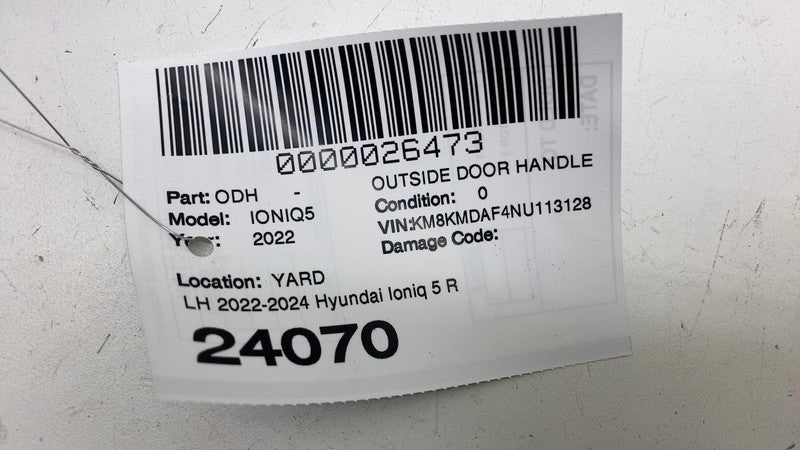 0000026473
Part: ODH - OUTSIDE DOOR HANDLE
Model: IONIQ5 Condition: 0
Year: 2022 VIN:KM8KMDAF4NU113128
Damage Code:
Location: YARD
LH 2022-2024 Hyundai Ioniq 5 R
24070
DATE: